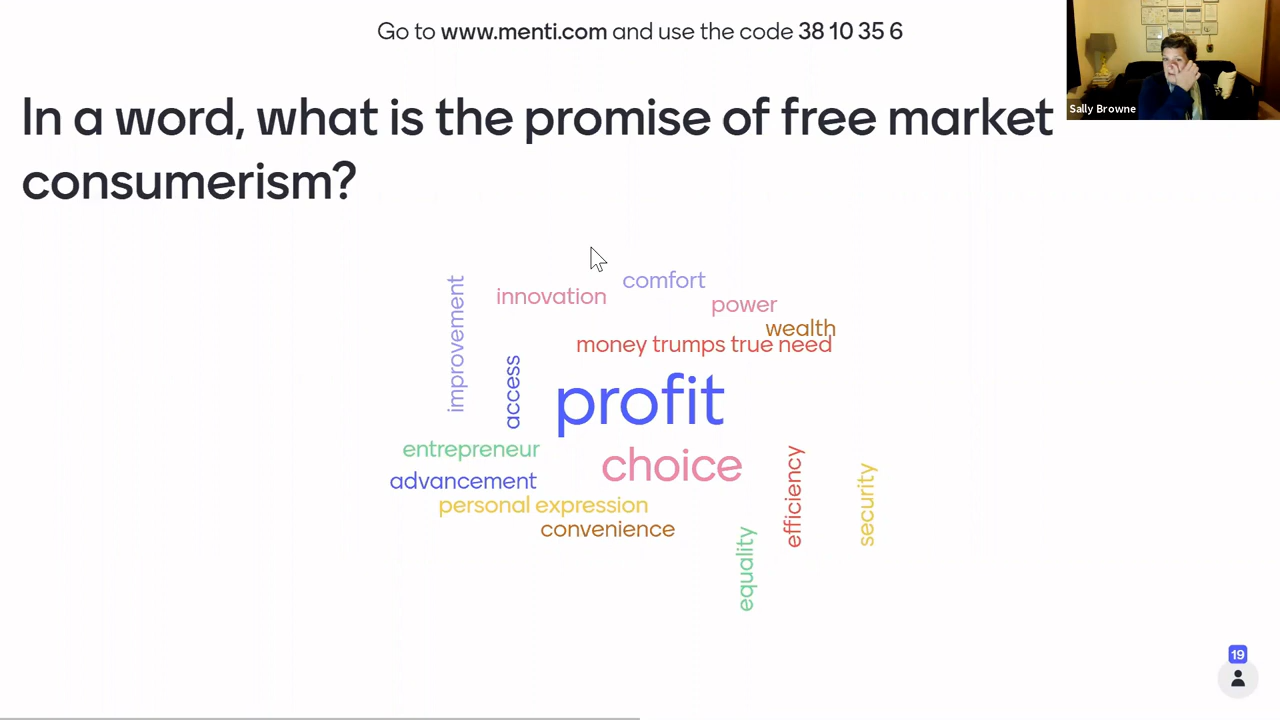 Go to www.menti.com and use the code 38 10 35 6
Sally Browne
In a word, what is the promise of free market
consumerism?
improvement
innovation
comfort
power
wealth
money trumps true need
access
profit
entrepreneur
choice
advancement
personal expression
convenience
efficiency
security
equality
19